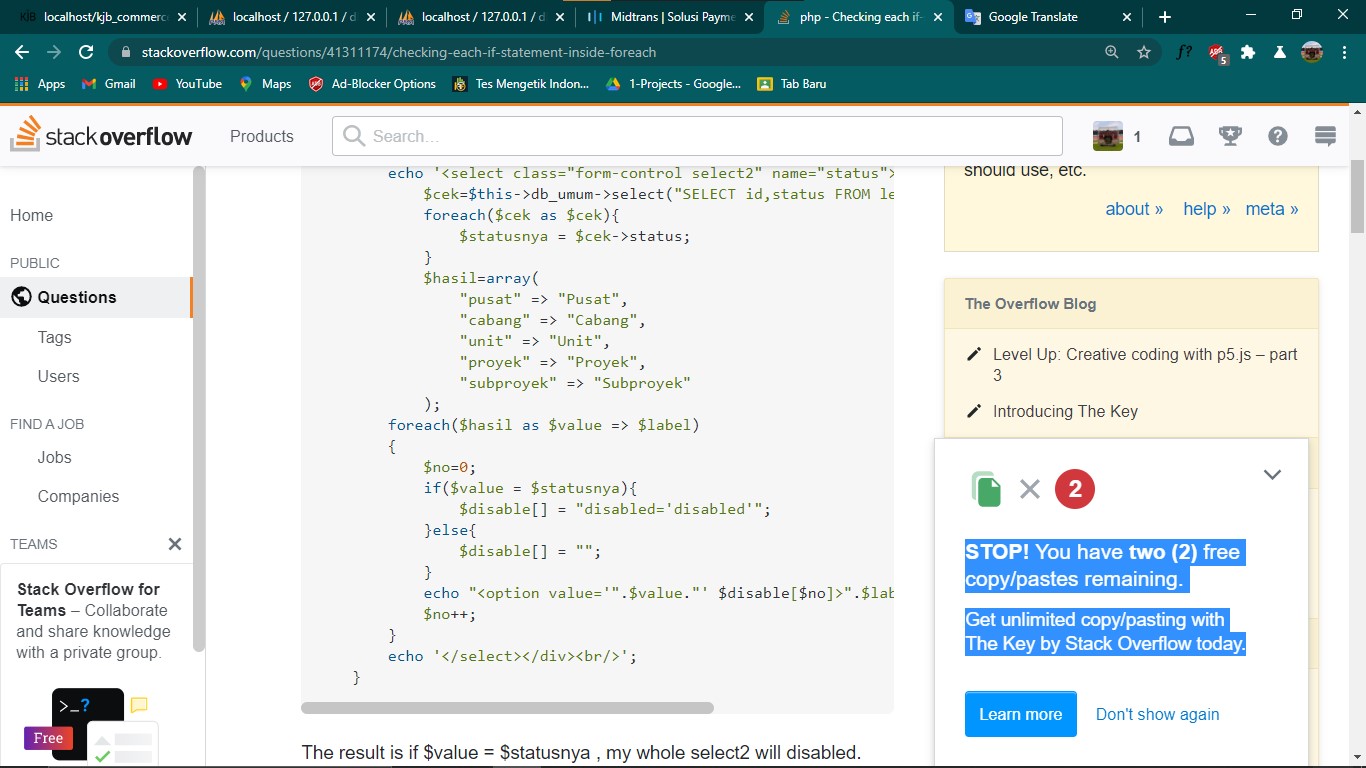 KJB localhost/kjb_commerc
localhost / 127.0.0.1 / d
localhost / 127.0.0.1 / d
Midtrans | Solusi Payme
php - Checking each if-
Google Translate
stackoverflow.com/questions/41311174/checking-each-if-statement-inside-foreach
f?
ABP
5
Apps
Gmail
YouTube
Maps
Ad-Blocker Options
Tes Mengetik Indon...
1-Projects - Google...
Tab Baru
stackoverflow
Products
Search...
1
Home
PUBLIC
Questions
Tags
Users
FIND A JOB
Jobs
Companies
TEAMS
Stack Overflow for
Teams – Collaborate
and share knowledge
with a private group.
>_?
Free
echo '<select class="form-control select2" name="status">
$cek=$this->db_umum->select("SELECT id,status FROM le
foreach($cek as $cek){
$statusnya = $cek->status;
}
$hasil=array(
"pusat" => "Pusat",
"cabang" => "Cabang",
"unit" => "Unit",
"proyek" => "Proyek",
"subproyek" => "Subproyek"
);
foreach($hasil as $value => $label)
{
$no=0;
if($value = $statusnya){
$disable[] = "disabled='disabled'";
}else{
$disable[] = "";
}
echo "<option value='".$value."' $disable[$no]>".$lab
$no++;
}
echo '</select></div><br/>';
}
The result is if $value = $statusnya , my whole select2 will disabled.
should use, etc.
about » help » meta »
The Overflow Blog
Level Up: Creative coding with p5.js – part
3
Introducing The Key
2
STOP! You have two (2) free
copy/pastes remaining.
Get unlimited copy/pasting with
The Key by Stack Overflow today.
Learn more
Don't show again